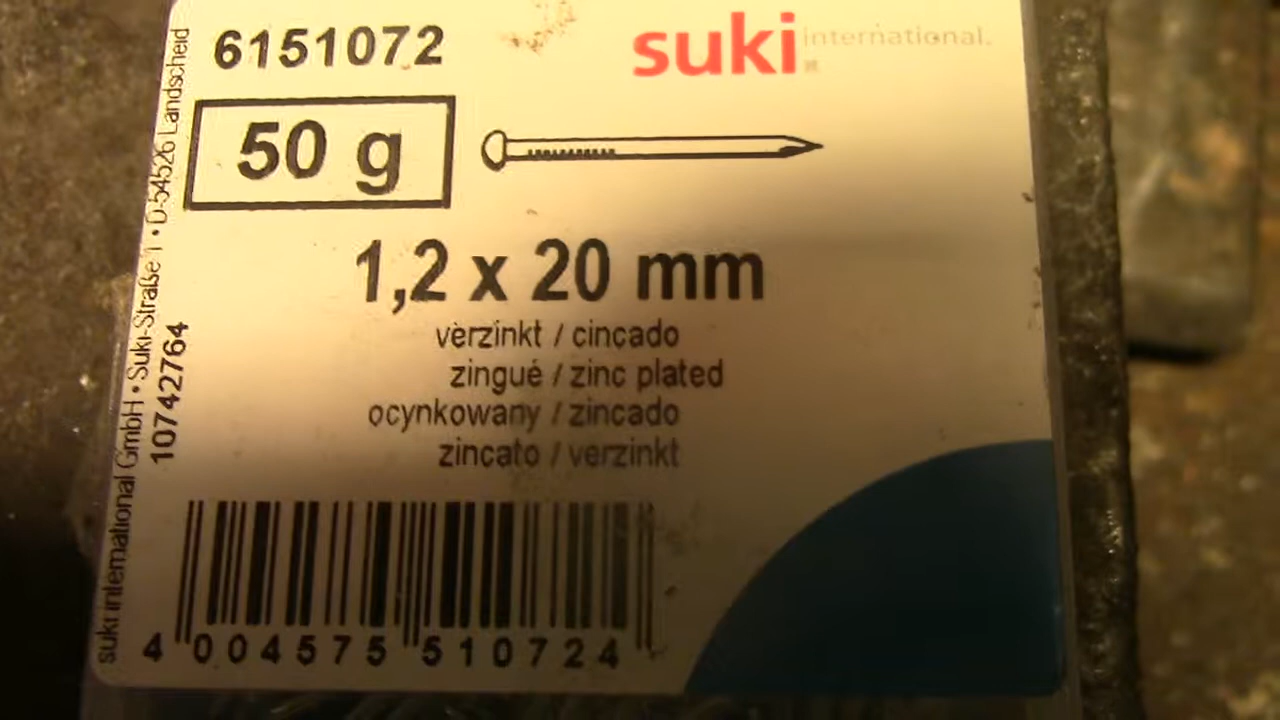 6151072
suki international.
50 g
1,2 x 20 mm
verzinkt / cincado
zingué / zinc plated
ocynkowany / zincado
zincato / verzinkt
4 004575 510724
suki international GmbH • Suki-Straße 1 • D-54526 Landscheid
10742764